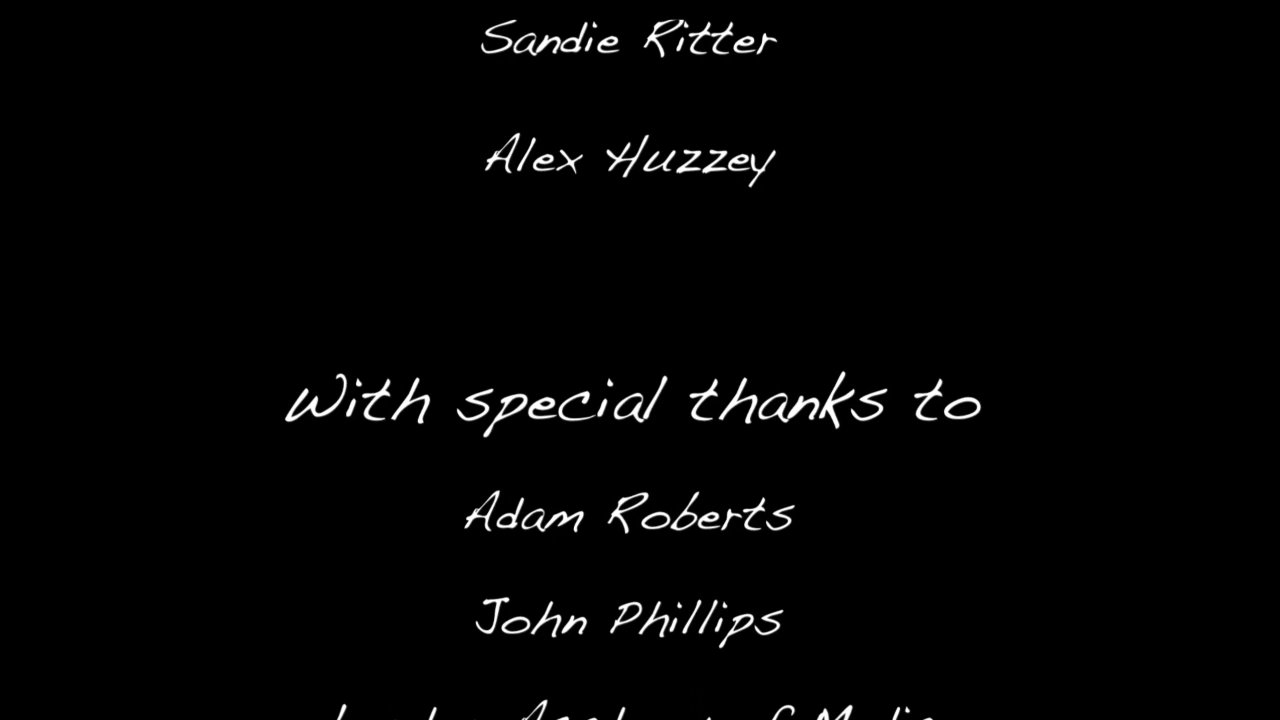 Sandie Ritter
Alex Huzzey
With special thanks to
Adam Roberts
John Phillips